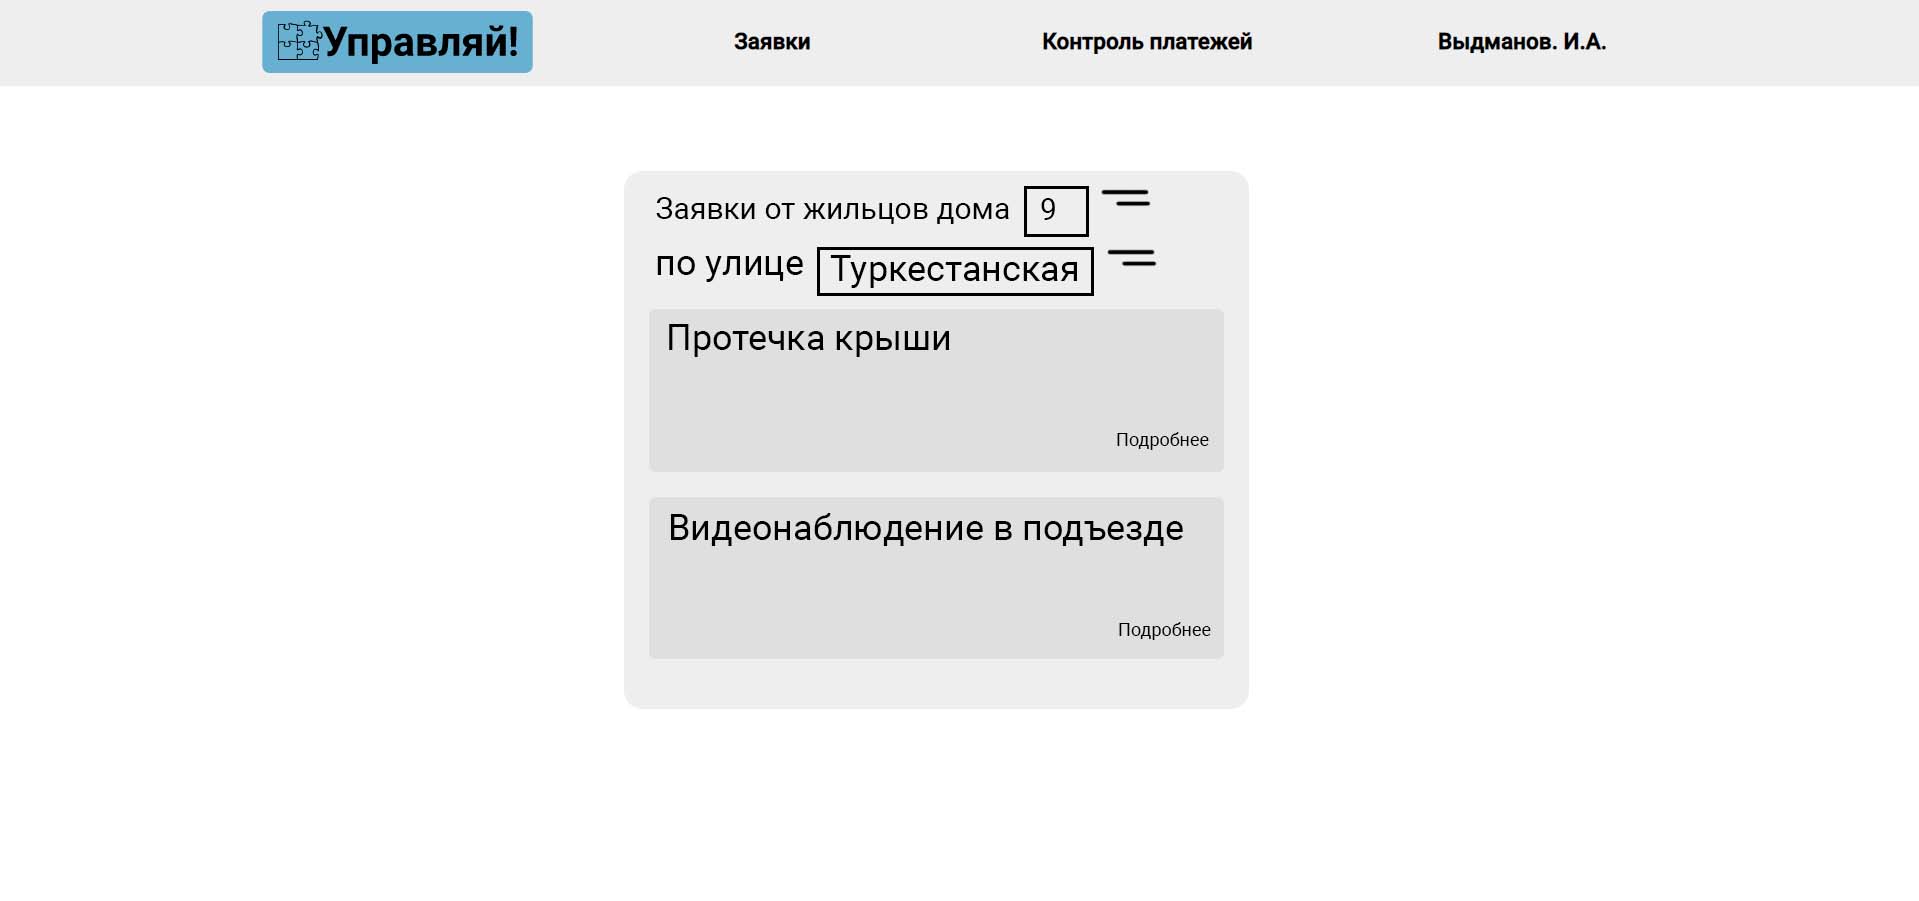 Управляй!
Заявки
Контроль платежей
Выдманов. И.А.
Заявки от жильцов дома 9
по улице Туркестанская
Протечка крыши
Подробнее
Видеонаблюдение в подъезде
Подробнее